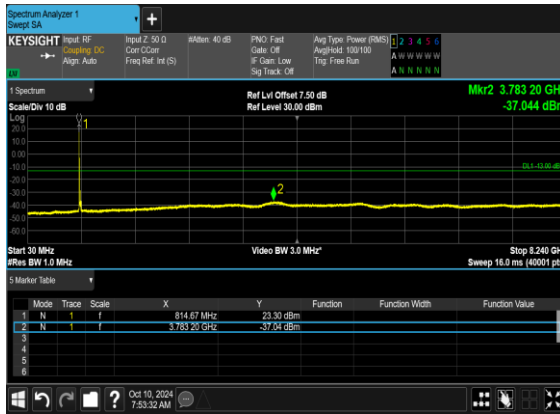 Spectrum Analyzer 1
Swept SA
+
KEYSIGHT Input: RF Input Z: 50 Ω #Atten: 40 dB PNO: Fast Avg Type: Power (RMS) 1 2 3 4 5 6
Coupling: DC Corr CCorr Gate: Off Avg|Hold: 100/100 A W W W W W
Align: Auto Freq Ref: Int (S) IF Gain: Low Trig: Free Run
Sig Track: Off A N N N N N
1 Spectrum Ref Lvl Offset 7.50 dB Mkr2 3.783 20 GH
Scale/Div 10 dB Ref Level 30.00 dBm -37.044 dBm
Log
20.0
10.0
0.00
-10.0
-20.0
-30.0
-40.0
-50.0
-60.0
1
DL1 -13.00 dB
2
Start 30 MHz Video BW 3.0 MHz* Stop 8.240 GH
#Res BW 1.0 MHz Sweep 16.0 ms (40001 pt
5 Marker Table
Mode Trace Scale X Y Function Function Width Function Value
1 N 1 f 814.67 MHz 23.30 dBm
2 N 1 f 3.783 20 GHz -37.04 dBm
3
4
5
6
? Oct 10, 2024
7:53:32 AM